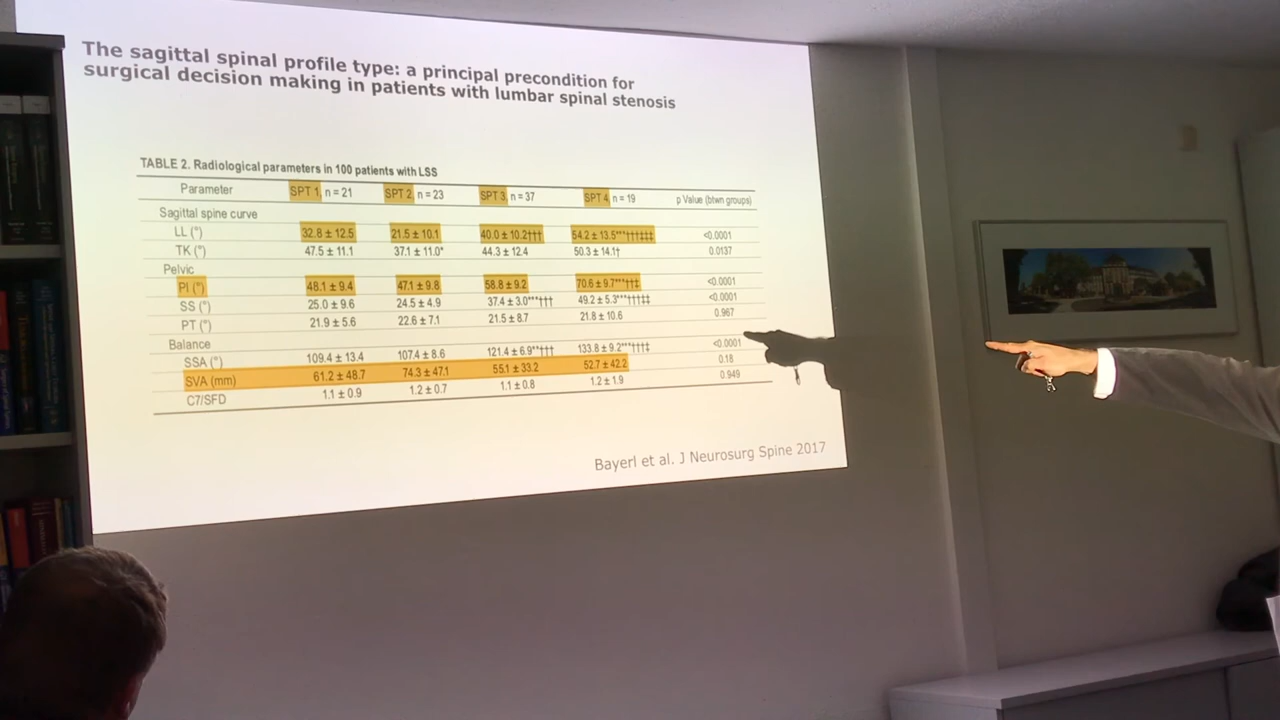 The sagittal spinal profile type: a principal precondition for
surgical decision making in patients with lumbar spinal stenosis
TABLE 2. Radiological parameters in 100 patients with LSS
Parameter SPT 1, n = 21 SPT 2, n = 23 SPT 3, n = 37 SPT 4, n = 19 p Value (btwn groups)
Sagittal spine curve
LL (°) 32.8 ± 12.5 21.5 ± 10.1 40.0 ± 10.2††† 54.2 ± 13.5***†††‡‡‡ <0.0001
TK (°) 47.5 ± 11.1 37.1 ± 11.0* 44.3 ± 12.4 50.3 ± 14.1† 0.0137
Pelvic
PI (°) 48.1 ± 9.4 47.1 ± 9.8 58.8 ± 9.2 70.6 ± 9.7***††‡ <0.0001
SS (°) 25.0 ± 9.6 24.5 ± 4.9 37.4 ± 3.0***††† 49.2 ± 5.3***†††‡‡ <0.0001
PT (°) 21.9 ± 5.6 22.6 ± 7.1 21.5 ± 8.7 21.8 ± 10.6 0.967
Balance
SSA (°) 109.4 ± 13.4 107.4 ± 8.6 121.4 ± 6.9**††† 133.8 ± 9.2***††‡ <0.0001
SVA (mm) 61.2 ± 48.7 74.3 ± 47.1 55.1 ± 33.2 52.7 ± 42.2 0.18
C7/SFD 1.1 ± 0.9 1.2 ± 0.7 1.1 ± 0.8 1.2 ± 1.9 0.949
Bayerl et al. J Neurosurg Spine 2017